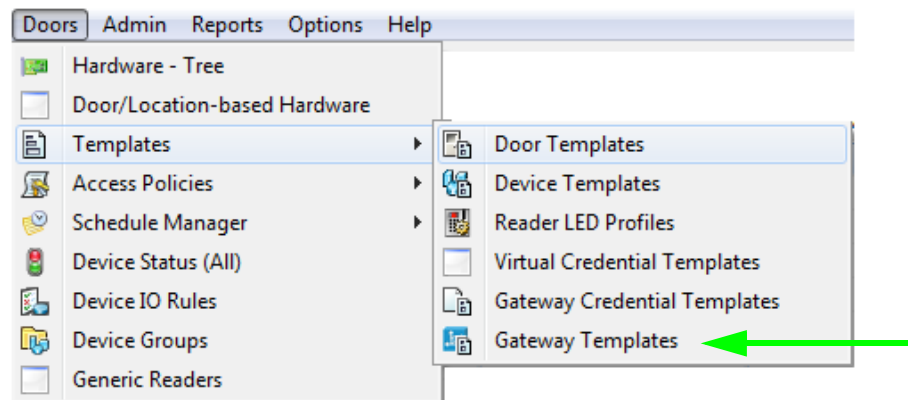 Doors Admin Reports Options Help
Hardware - Tree
Door/Location-based Hardware
Templates
Access Policies
Schedule Manager
Device Status (All)
Device IO Rules
Device Groups
Generic Readers
Door Templates
Device Templates
Reader LED Profiles
Virtual Credential Templates
Gateway Credential Templates
Gateway Templates